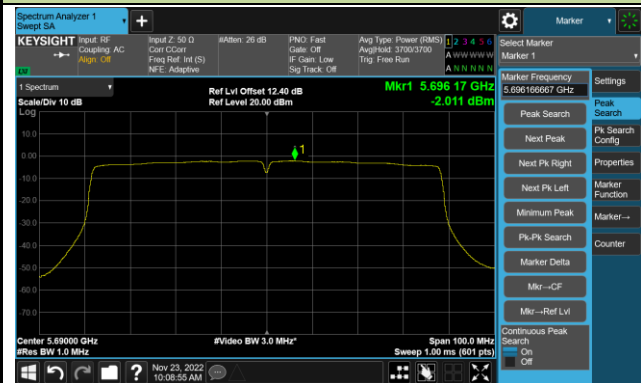 Spectrum Analyzer 1
Swept SA
Marker
KEYSIGHT
Input: RF
Coupling: AC
Align: Off
Input Z: 50 Ω
Corr CCorr
Freq Ref: Int (S)
NFE: Adaptive
#Atten: 26 dB
PNO: Fast
Gate: Off
IF Gain: Low
Sig Track: Off
Avg Type: Power (RMS)
Avg|Hold: 3700/3700
Trig: Free Run
1 2 3 4 5 6
A W W W W W
A N N N N N
LXI
Select Marker
Marker 1
1 Spectrum
Scale/Div 10 dB
Log
Ref Lvl Offset 12.40 dB
Ref Level 20.00 dBm
Mkr1 5.696 17 GHz
-2.011 dBm
10.0
0.00
-10.0
-20.0
-30.0
-40.0
-50.0
-60.0
-70.0
1
Center 5.69000 GHz
#Res BW 1.0 MHz
#Video BW 3.0 MHz*
Span 100.0 MHz
Sweep 1.00 ms (601 pts)
Marker Frequency
5.696166667 GHz
Peak Search
Next Peak
Next Pk Right
Next Pk Left
Minimum Peak
Pk-Pk Search
Marker Delta
Mkr→CF
Mkr→Ref Lvl
Continuous Peak
Search
On
Off
Settings
Peak
Search
Pk Search
Config
Properties
Marker
Function
Marker→
Counter
Nov 23, 2022
10:08:55 AM